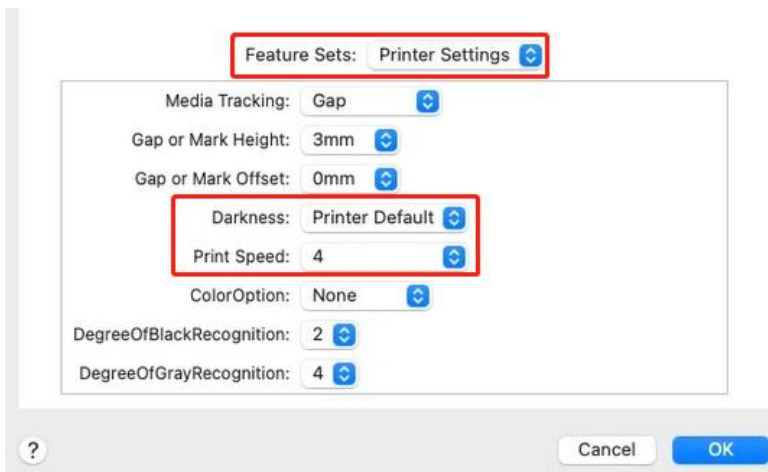 Feature Sets: Printer Settings
Media Tracking: Gap
Gap or Mark Height: 3mm
Gap or Mark Offset: 0mm
Darkness: Printer Default
Print Speed: 4
ColorOption: None
DegreeOfBlackRecognition: 2
DegreeOfGrayRecognition: 4
? Cancel OK